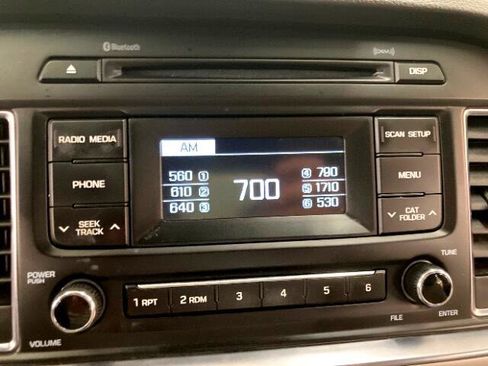 Bluetooth
((XM))
DISP
RADIO MEDIA
AM
SCAN SETUP
560 1
4 790
PHONE
610 2
700
5 1710
MENU
640 3
6 530
SEEK
TRACK
CAT
FOLDER
POWER
PUSH
TUNE
1 RPT
2 RDM
3
4
5
6
VOLUME
FILE
ENTER